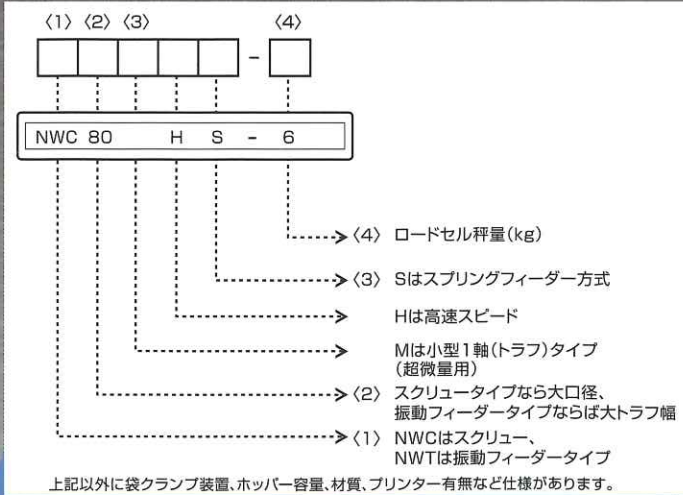 〈1〉 〈2〉 〈3〉 〈4〉
-
NWC 80 H S - 6
〈4〉 ロードセル秤量(kg)
〈3〉 Sはスプリングフィーダー方式
Hは高速スピード
Mは小型1軸(トラフ)タイプ
(超微量用)
〈2〉 スクリュータイプなら大口径、
振動フィーダータイプならば大トラフ幅
〈1〉 NWCはスクリュー、
NWTは振動フィーダータイプ
上記以外に袋クランプ装置、ホッパー容量、材質、プリンター有無など仕様があります。